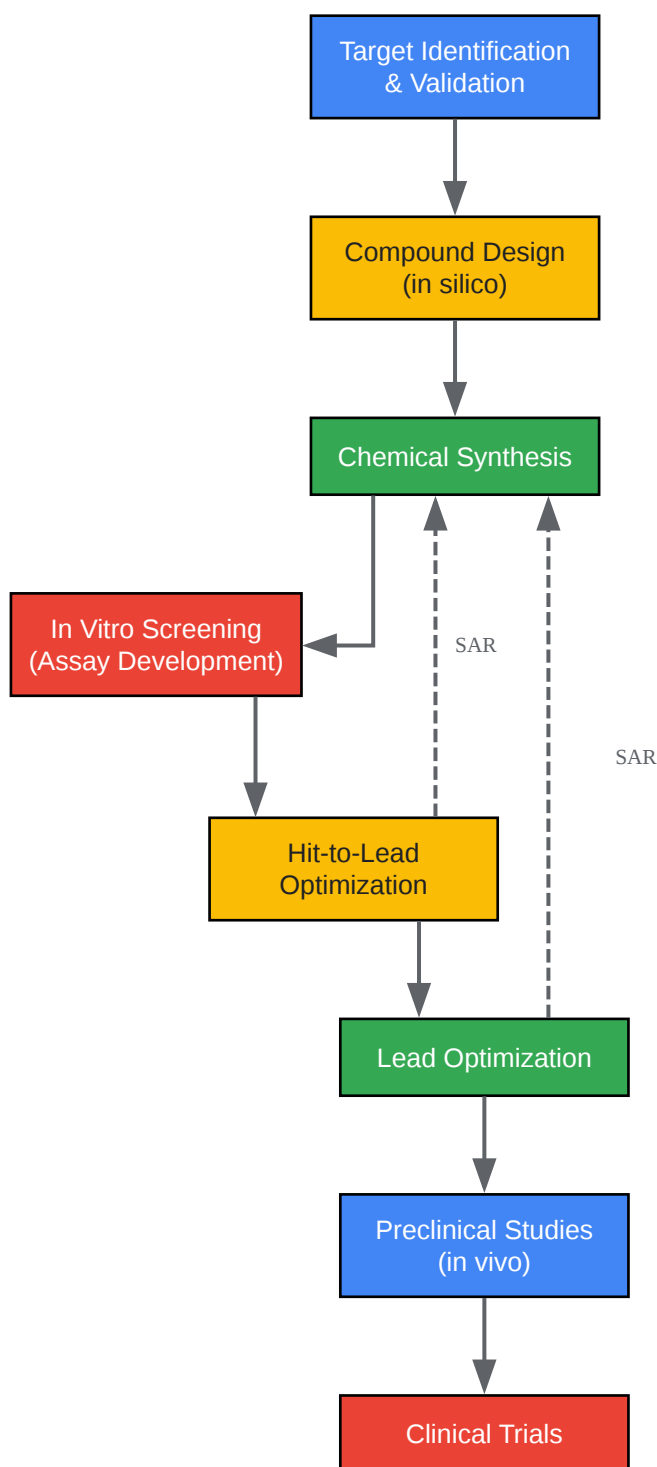 Target Identification
& Validation
Compound Design
(in silico)
Chemical Synthesis
In Vitro Screening
(Assay Development)
SAR
SAR
Hit-to-Lead
Optimization
Lead Optimization
Preclinical Studies
(in vivo)
Clinical Trials